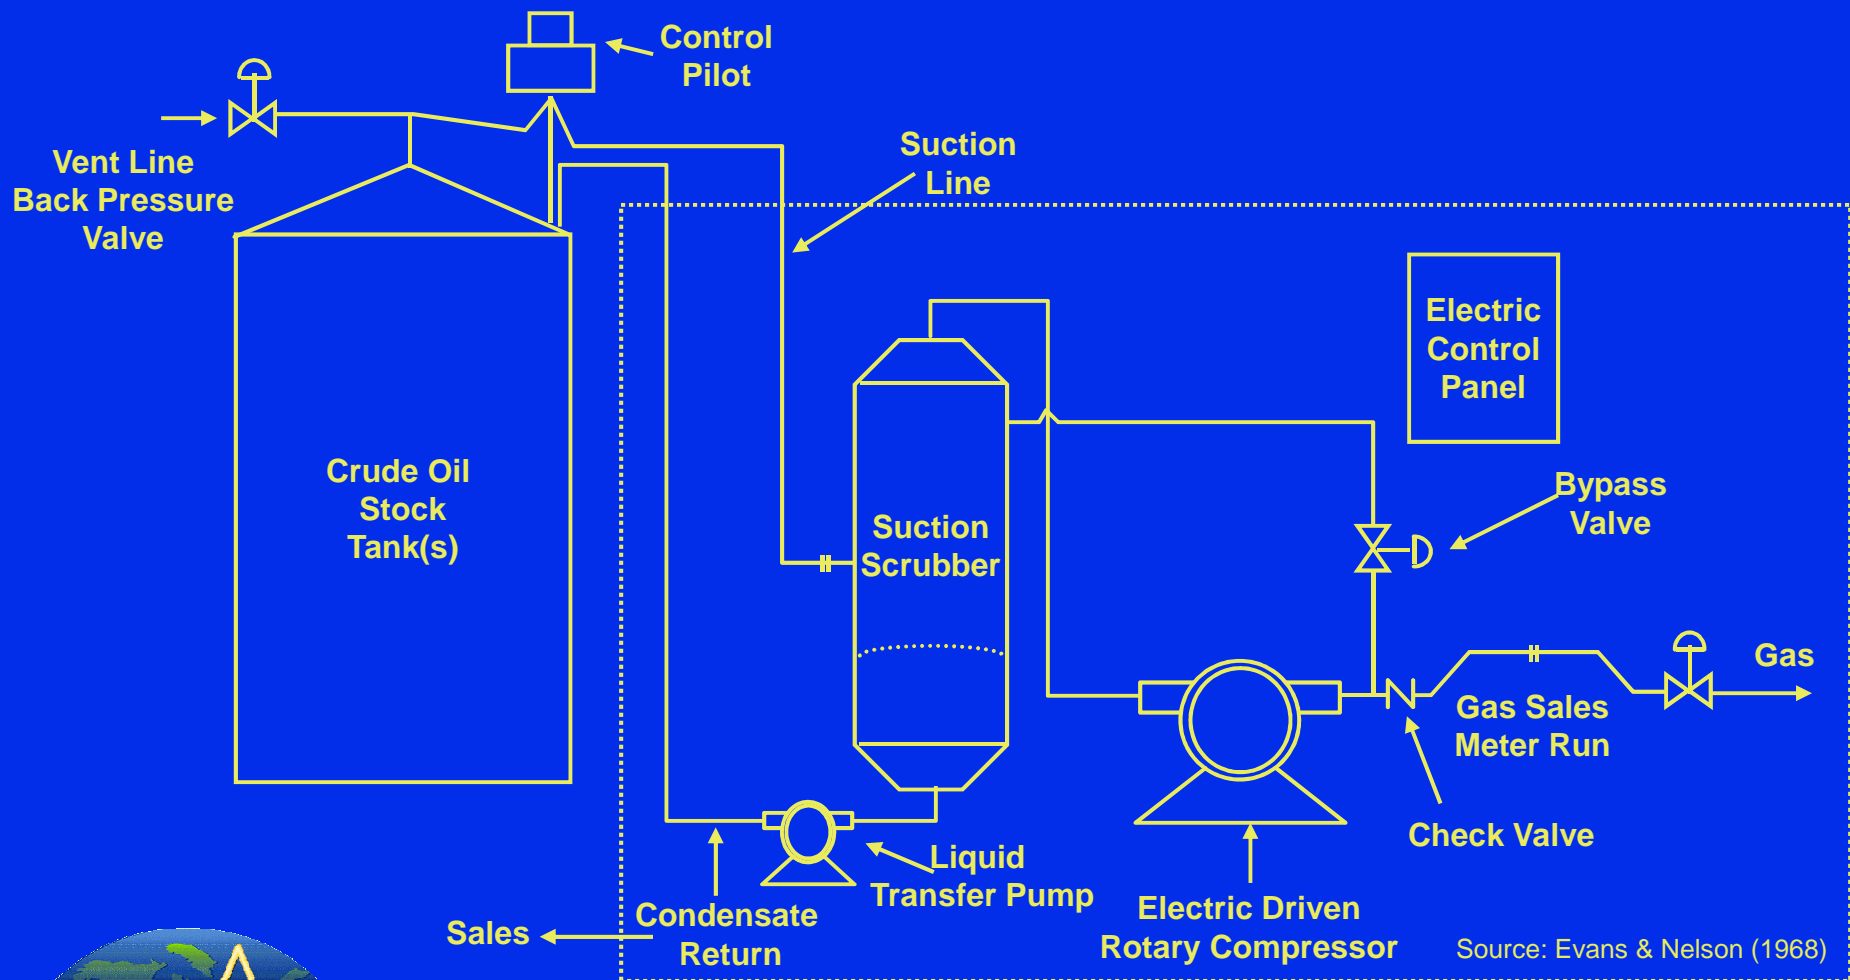 Control
Pilot
Vent Line
Back Pressure
Valve
Suction
Line
Electric
Control
Panel
Crude Oil
Stock
Tank(s)
Suction
Scrubber
Bypass
Valve
Gas
Gas Sales
Meter Run
Check Valve
Liquid
Transfer Pump
Electric Driven
Rotary Compressor
Condensate
Return
Sales
Source: Evans & Nelson (1968)